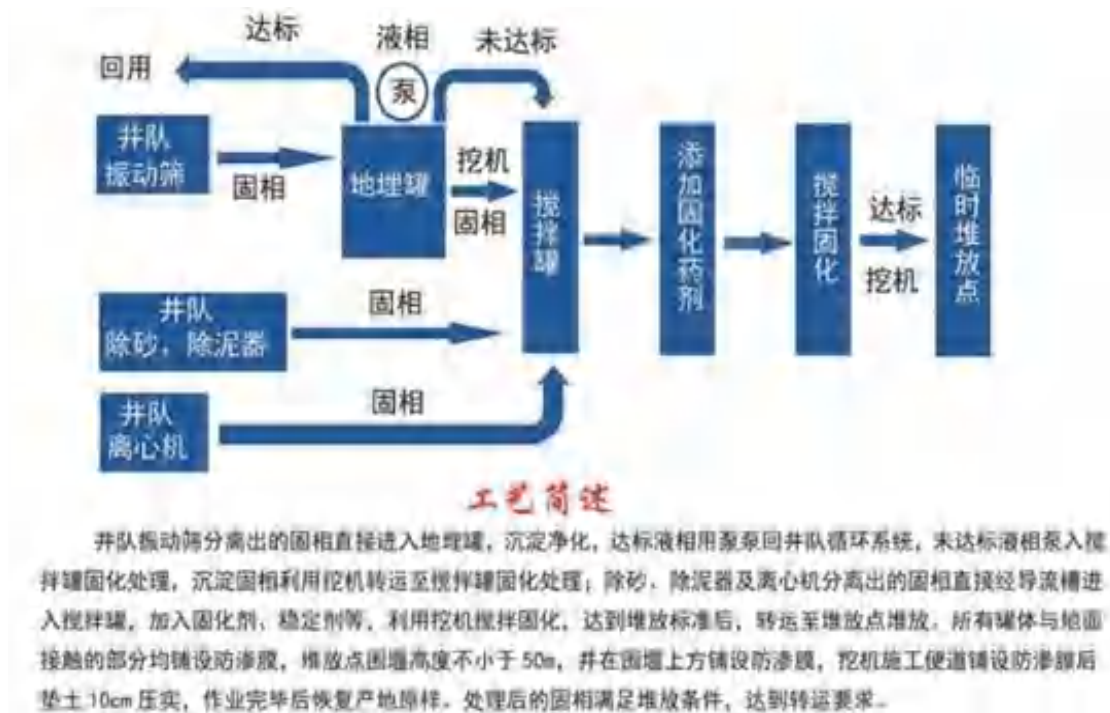 达标
液相
未达标
回用
泵
井队
振动筛
固相
地埋罐
挖机
固相
搅拌罐
添加固化药剂
搅拌固化
达标
挖机
临时堆放点
井队
除砂，除泥器
固相
井队
离心机
固相
工艺简述
井队振动筛分离出的固相直接进入地埋罐，沉淀净化，达标液相用泵泵回井队循环系统，未达标液相泵入搅
拌罐固化处理，沉淀固相利用挖机转运至搅拌罐固化处理；除砂、除泥器及离心机分离出的固相直接经导流槽进
入搅拌罐，加入固化剂、稳定剂等，利用挖机搅拌固化，达到堆放标准后，转运至堆放点堆放。所有罐体与地面
接触的部分均铺设防渗膜，堆放点围堰高度不小于50m，并在围堰上方铺设防渗膜，挖机施工便道铺设防渗膜后
垫土10cm压实，作业完毕后恢复产地原样。处理后的固相满足堆放条件，达到转运要求。